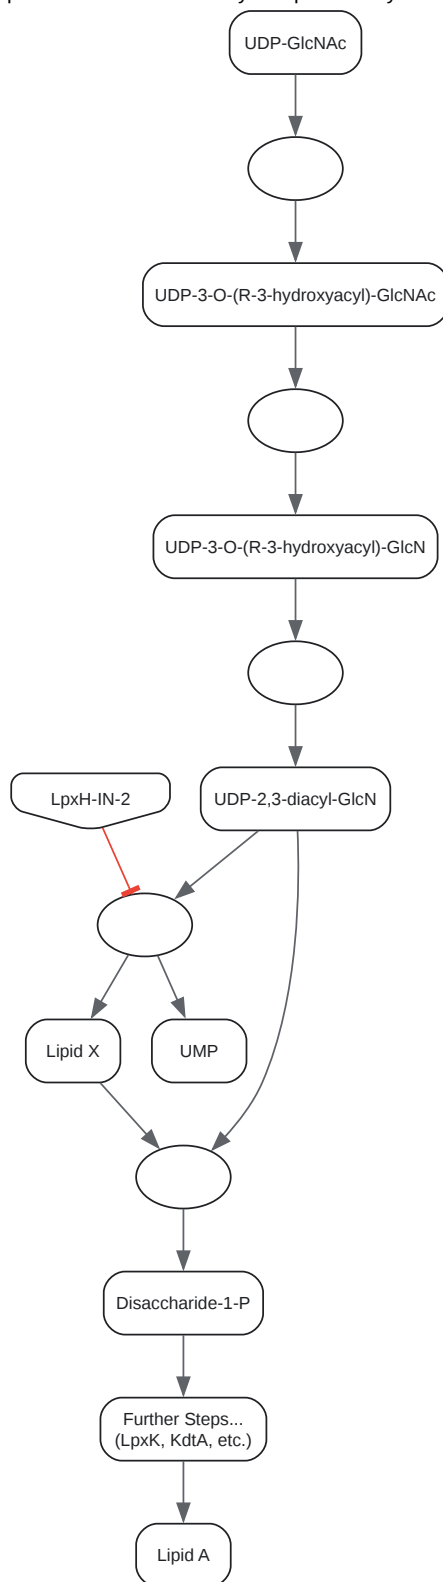 UDP-GlcNAc
UDP-3-O-(R-3-hydroxyacyl)-GlcNAc
UDP-3-O-(R-3-hydroxyacyl)-GlcN
LpxH-IN-2
UDP-2,3-diacyl-GlcN
Lipid X
UMP
Disaccharide-1-P
Further Steps...
(LpxK, KdtA, etc.)
Lipid A